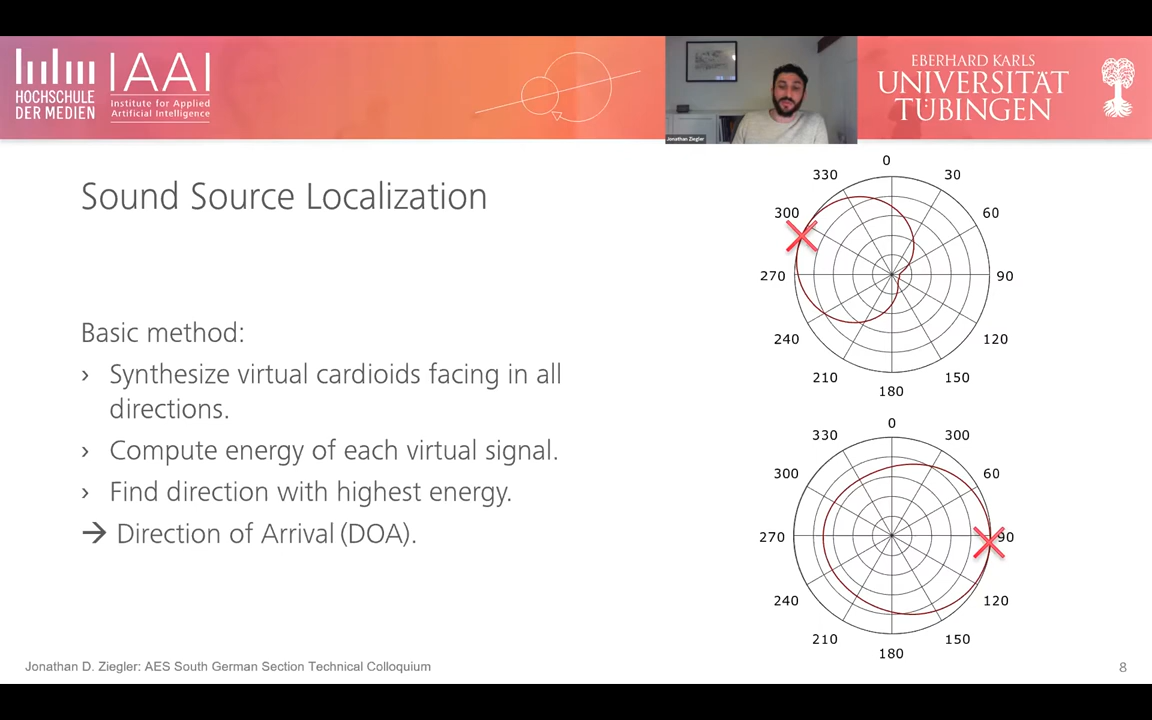 HOCHSCHULE
DER MEDIEN
IAAI
Institute for Applied
Artificial Intelligence
Jonathan Ziegler
EBERHARD KARLS
UNIVERSITÄT
TÜBINGEN
Sound Source Localization
Basic method:
› Synthesize virtual cardioids facing in all
directions.
› Compute energy of each virtual signal.
› Find direction with highest energy.
→ Direction of Arrival (DOA).
0
330 30
300 60
270 90
240 120
210 150
180
0
330 300
300 60
270 90
240 120
210 150
180
Jonathan D. Ziegler: AES South German Section Technical Colloquium
8